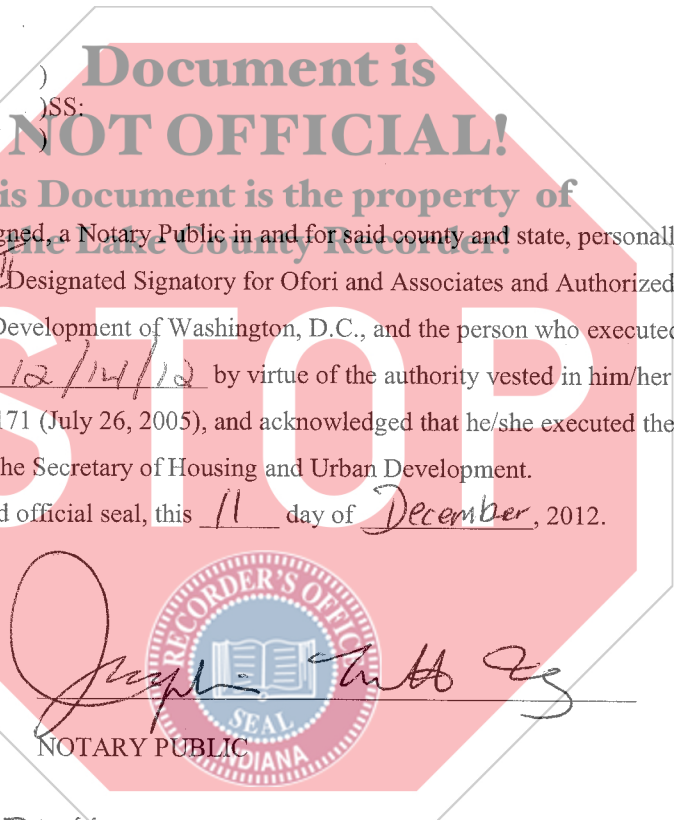 )
Document is
)SS:
)
NOT OFFICIAL!
is Document is the property of
the Lake County Recorder!
gned, a Notary Public in and for said county and state, personall
Designated Signatory for Ofori and Associates and Authorized
Development of Washington, D.C., and the person who executed
12/14/12 by virtue of the authority vested in him/her
171 (July 26, 2005), and acknowledged that he/she executed the
he Secretary of Housing and Urban Development.
STOP
d official seal, this 11 day of December, 2012.
RECORDER'S OFFICE
SEAL
INDIANA
NOTARY PUBLIC